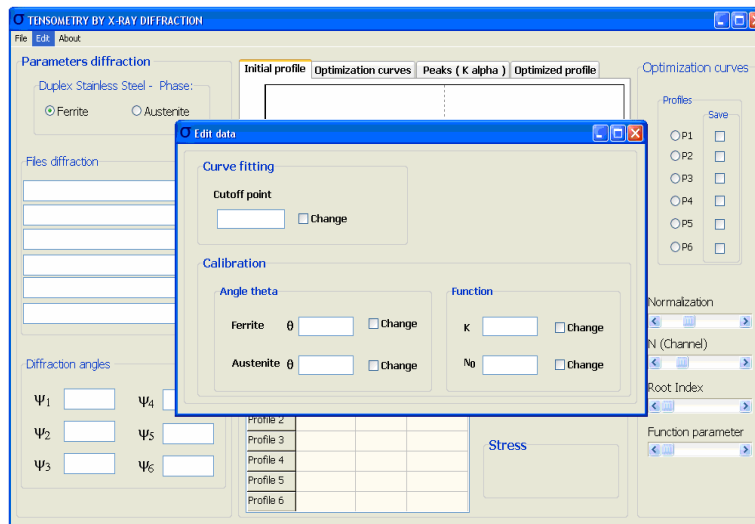 σ TENSOMETRY BY X-RAY DIFFRACTION
File Edit About
Parameters diffraction
Duplex Stainless Steel - Phase:
Ferrite Austenite
Files diffraction
Diffraction angles
Ψ1 Ψ4
Ψ2 Ψ5
Ψ3 Ψ6
Initial profile Optimization curves Peaks ( K alpha ) Optimized profile
σ Edit data
Curve fitting
Cutoff point
Change
Calibration
Angle theta
Ferrite θ Change
Austenite θ Change
Function
K Change
N0 Change
Profile 2
Profile 3
Profile 4
Profile 5
Profile 6
Stress
Optimization curves
Profiles
Save
P1
P2
P3
P4
P5
P6
Normalization
N (Channel)
Root Index
Function parameter